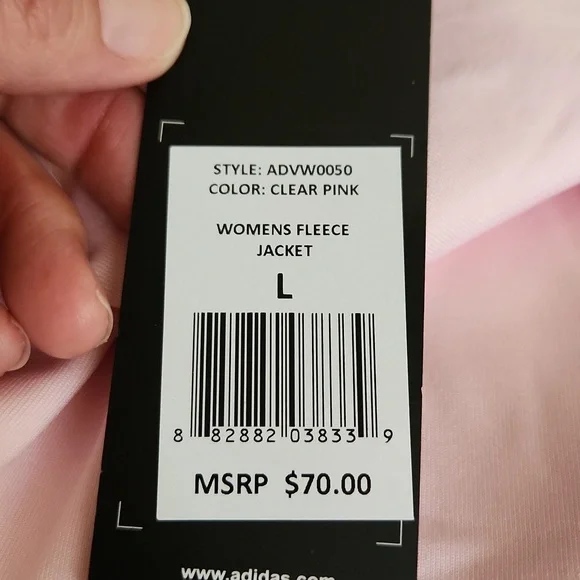 STYLE: ADVW0050
COLOR: CLEAR PINK
WOMENS FLEECE
JACKET
L
8 82882 03833 9
MSRP $70.00
www.adidas.com